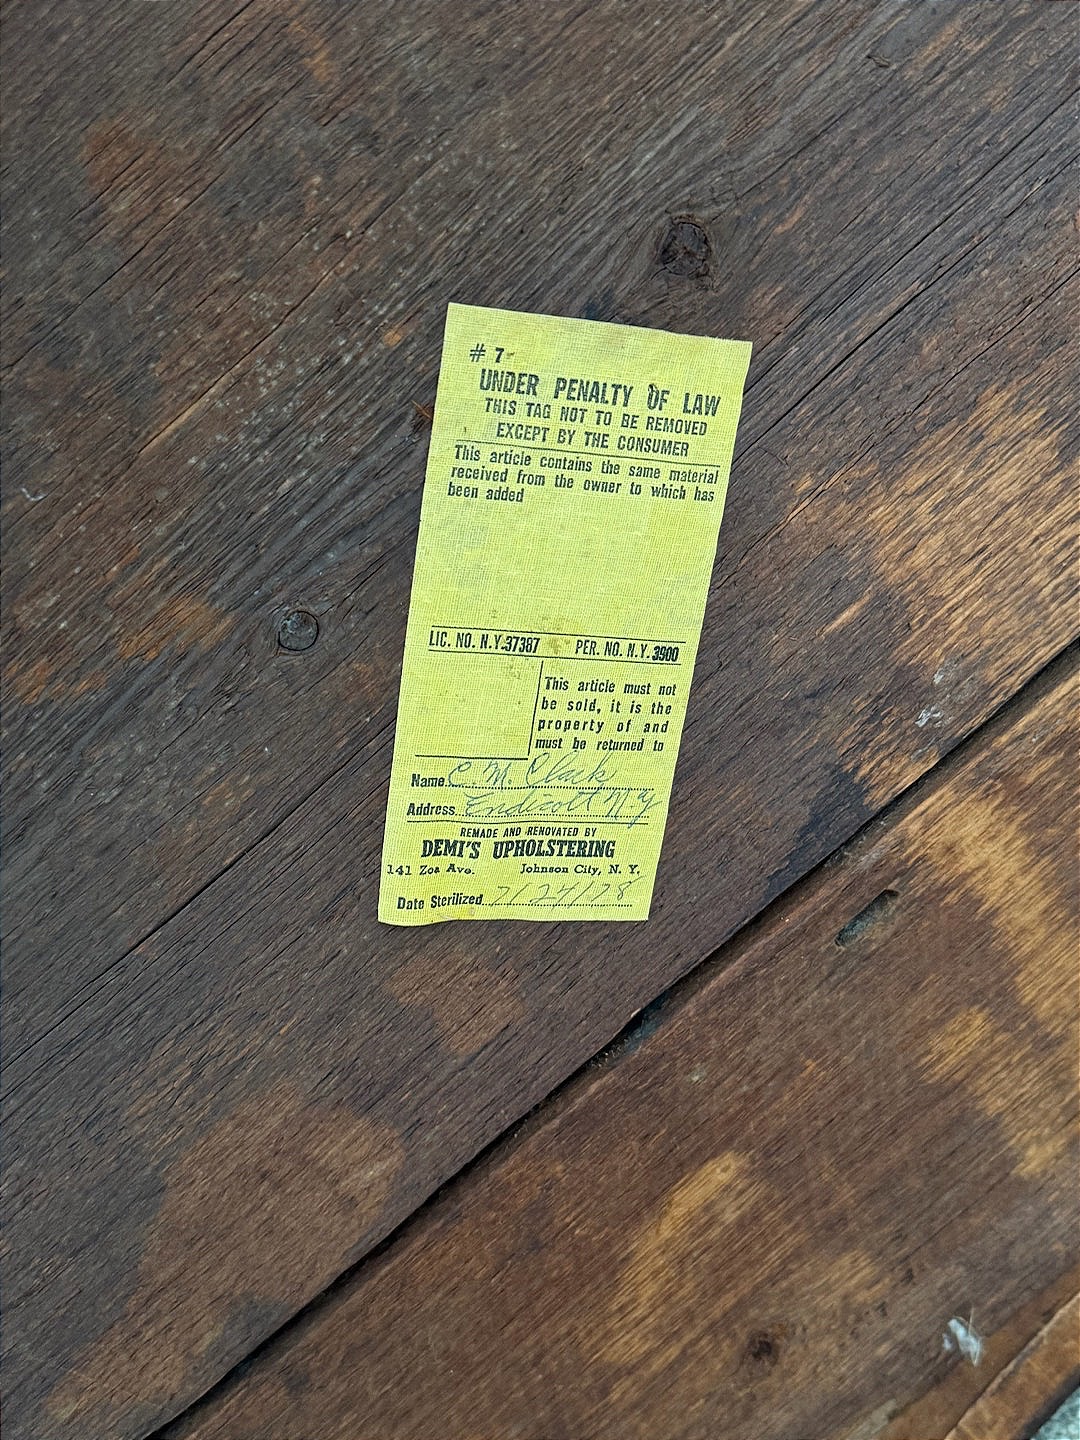 # 7
UNDER PENALTY OF LAW
THIS TAG NOT TO BE REMOVED
EXCEPT BY THE CONSUMER
This article contains the same material
received from the owner to which has
been added
LIC. NO. N.Y.37387 PER. NO. N.Y.3900
This article must not
be sold, it is the
property of and
must be returned to
Name C. M. Clark
Address Endicott N.Y
REMADE AND RENOVATED BY
DEMI'S UPHOLSTERING
141 Zoa Ave. Johnson City, N. Y.
Date Sterilized 7/27/78